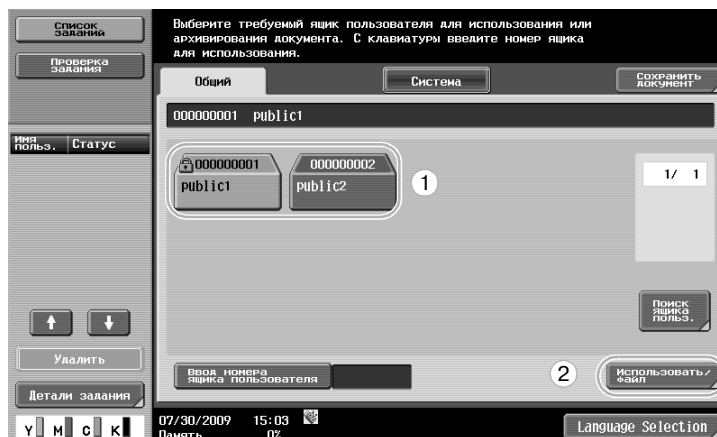 Список
заданий
Проверка
задания
Имя
польз.
Статус
Удалить
Детали задания
Y M C K
Выберите требуемый ящик пользователя для использования или
архивирования документа. С клавиатуры введите номер ящика
для использования.
Общий
Система
Сохранить
документ
000000001 public1
000000001
public1
000000002
public2
1
1/ 1
Поиск
ящика
польз.
Ввод номера
ящика пользователя
2
Использовать/
файл
07/30/2009 15:03
Память 0%
Language Selection